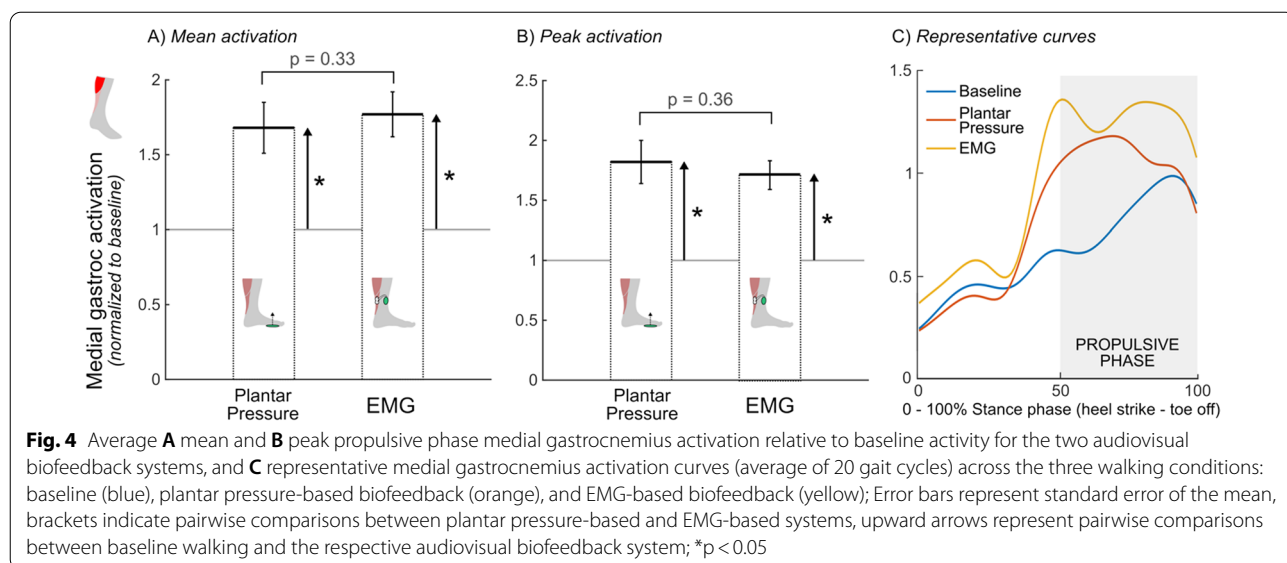 A) Mean activation
p = 0.33
Medial gastroc activation
(normalized to baseline)
2
1.5
1
0.5
0
*
*
Plantar
Pressure
EMG
B) Peak activation
p = 0.36
2.5
2
1.5
1
0.5
0
*
*
Plantar
Pressure
EMG
C) Representative curves
1.5
1
0.5
0
Baseline
Plantar
Pressure
EMG
PROPULSIVE
PHASE
0
50
100
0 - 100% Stance phase (heel strike - toe off)
Fig. 4 Average A mean and B peak propulsive phase medial gastrocnemius activation relative to baseline activity for the two audiovisual
biofeedback systems, and C representative medial gastrocnemius activation curves (average of 20 gait cycles) across the three walking conditions:
baseline (blue), plantar pressure-based biofeedback (orange), and EMG-based biofeedback (yellow); Error bars represent standard error of the mean,
brackets indicate pairwise comparisons between plantar pressure-based and EMG-based systems, upward arrows represent pairwise comparisons
between baseline walking and the respective audiovisual biofeedback system; *p < 0.05